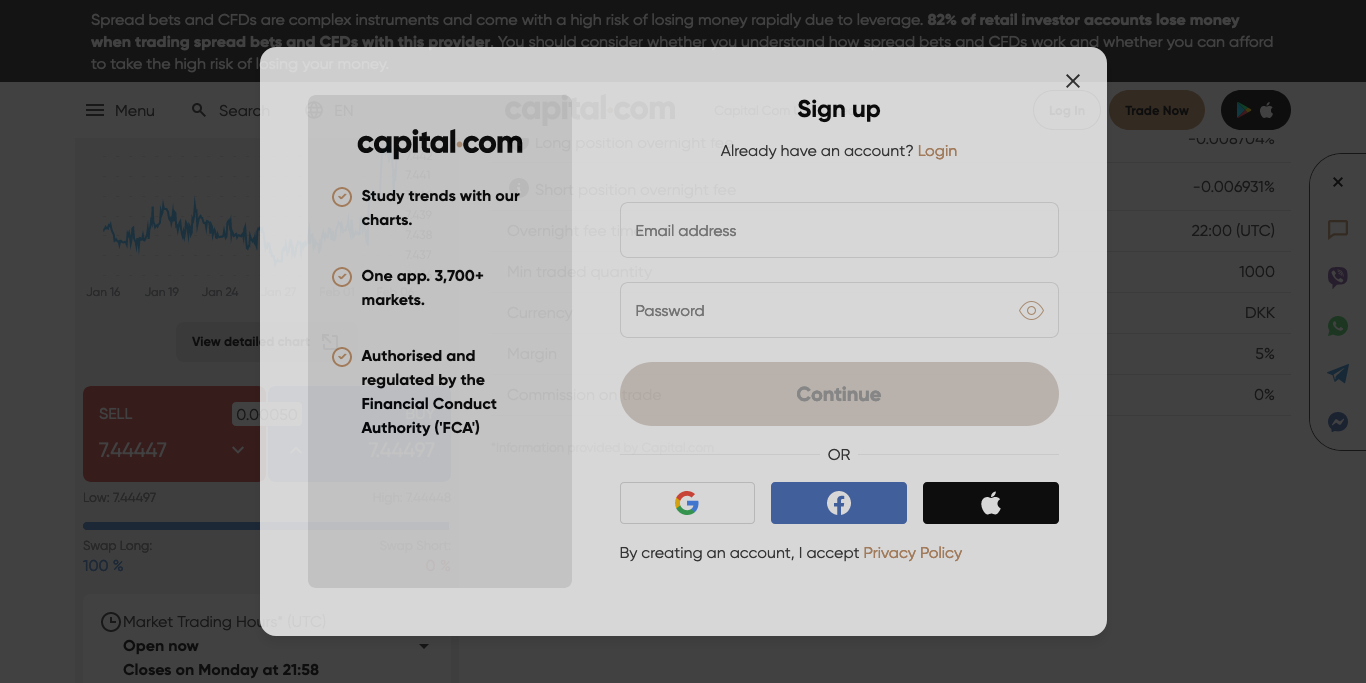 Spread bets and CFDs are complex instruments and come with a high risk of losing money rapidly due to leverage. 82% of retail investor accounts lose money
when trading spread bets and CFDs with this provider. You should consider whether you understand how spread bets and CFDs work and whether you can afford
to take the high risk of losing your money.
Menu
Search
EN
capital.com
Capital Com
Log In
Trade Now
Long position overnight fee
-0.008704%
Short position overnight fee
-0.006931%
Overnight fee time
22:00 (UTC)
Min traded quantity
1000
Currency
DKK
Margin
5%
Commission on trade
0%
*Information provided by Capital.com
7.441
7.439
7.438
7.437
Jan 16
Jan 19
Jan 24
Jan 27
View detailed chart
SELL
0.00050
7.44447
7.44497
Low: 7.44497
Swap Long:
Swap Short:
100 %
0 %
Market Trading Hours* (UTC)
Open now
Closes on Monday at 21:58
capital.com
Study trends with our
charts.
One app. 3,700+
markets.
Authorised and
regulated by the
Financial Conduct
Authority ('FCA')
Sign up
Already have an account? Login
Email address
Password
Continue
OR
By creating an account, I accept Privacy Policy